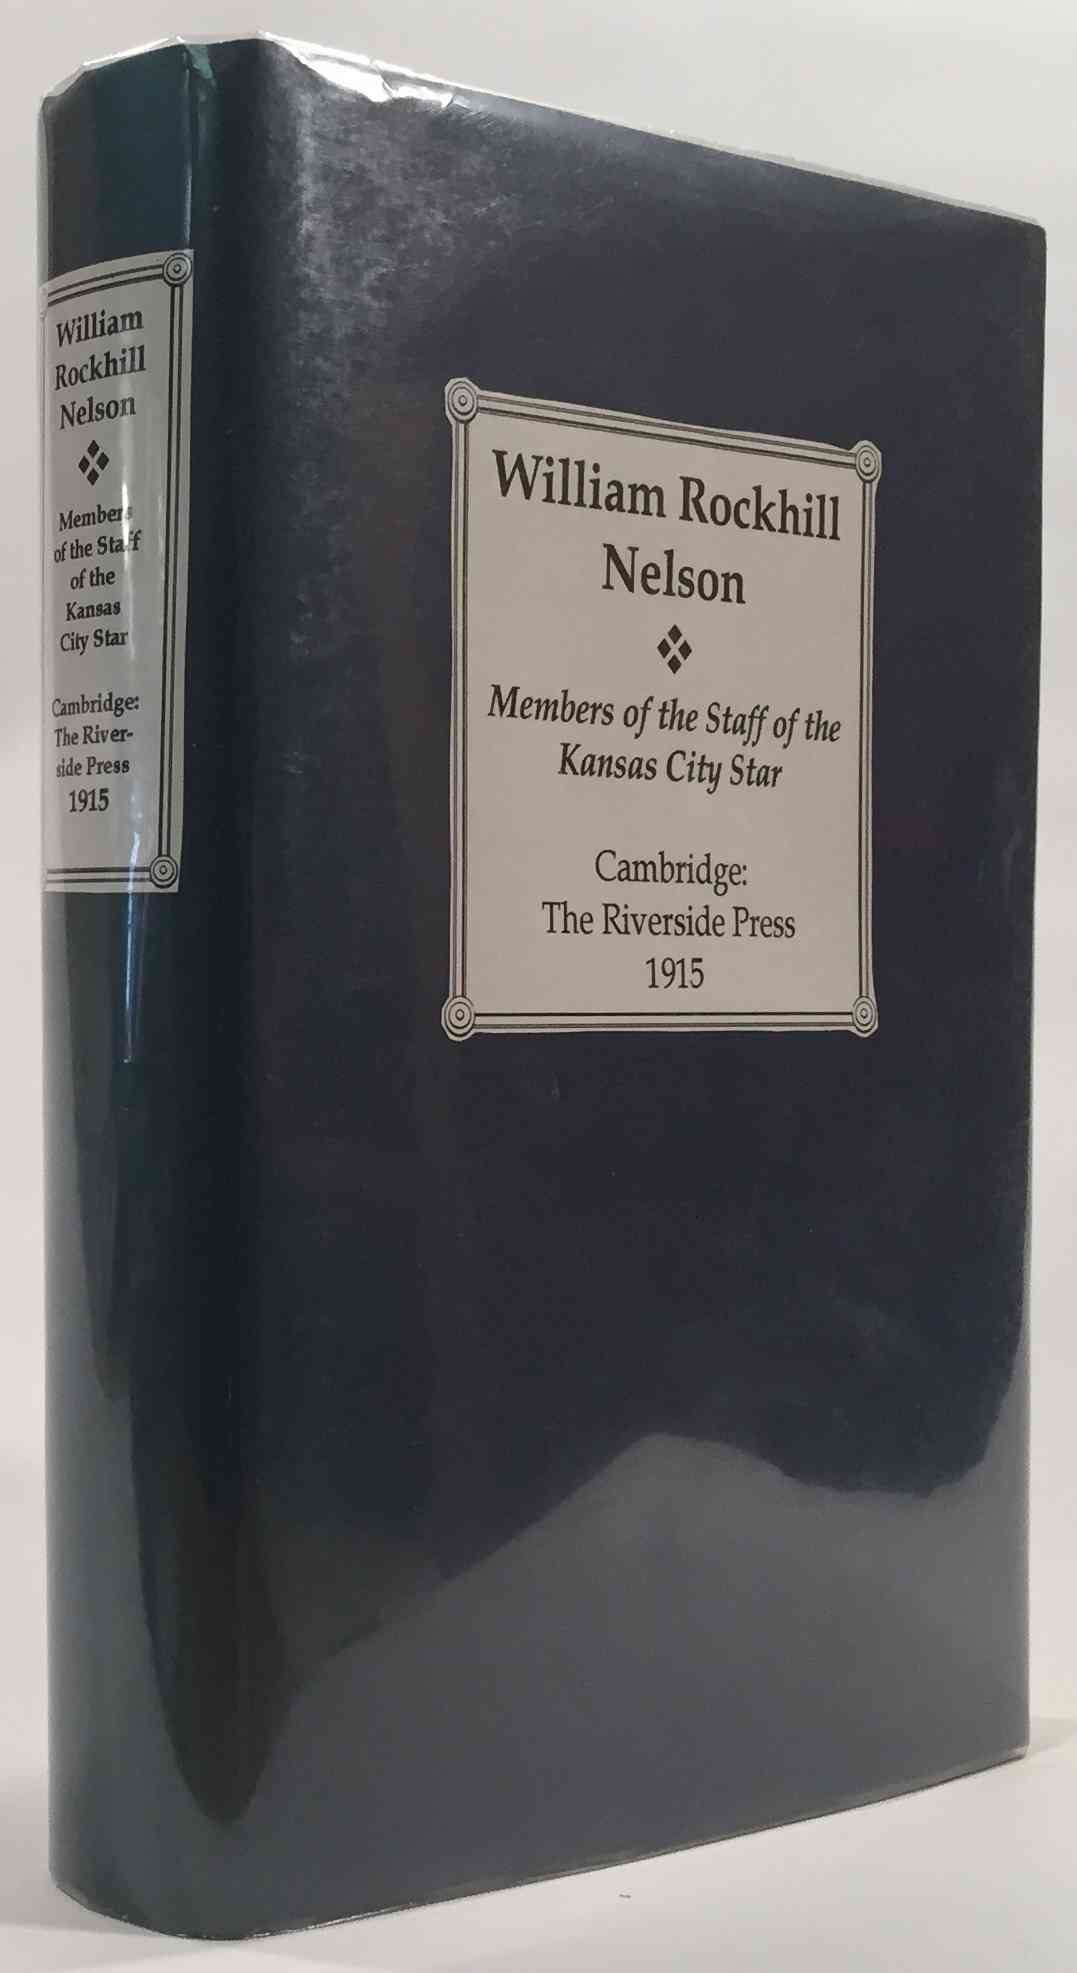 William
Rockhill
Nelson
Members
of the Staff
of the
Kansas
City Star
Cambridge:
The River-
side Press
1915
William Rockhill
Nelson
Members of the Staff of the
Kansas City Star
Cambridge:
The Riverside Press
1915